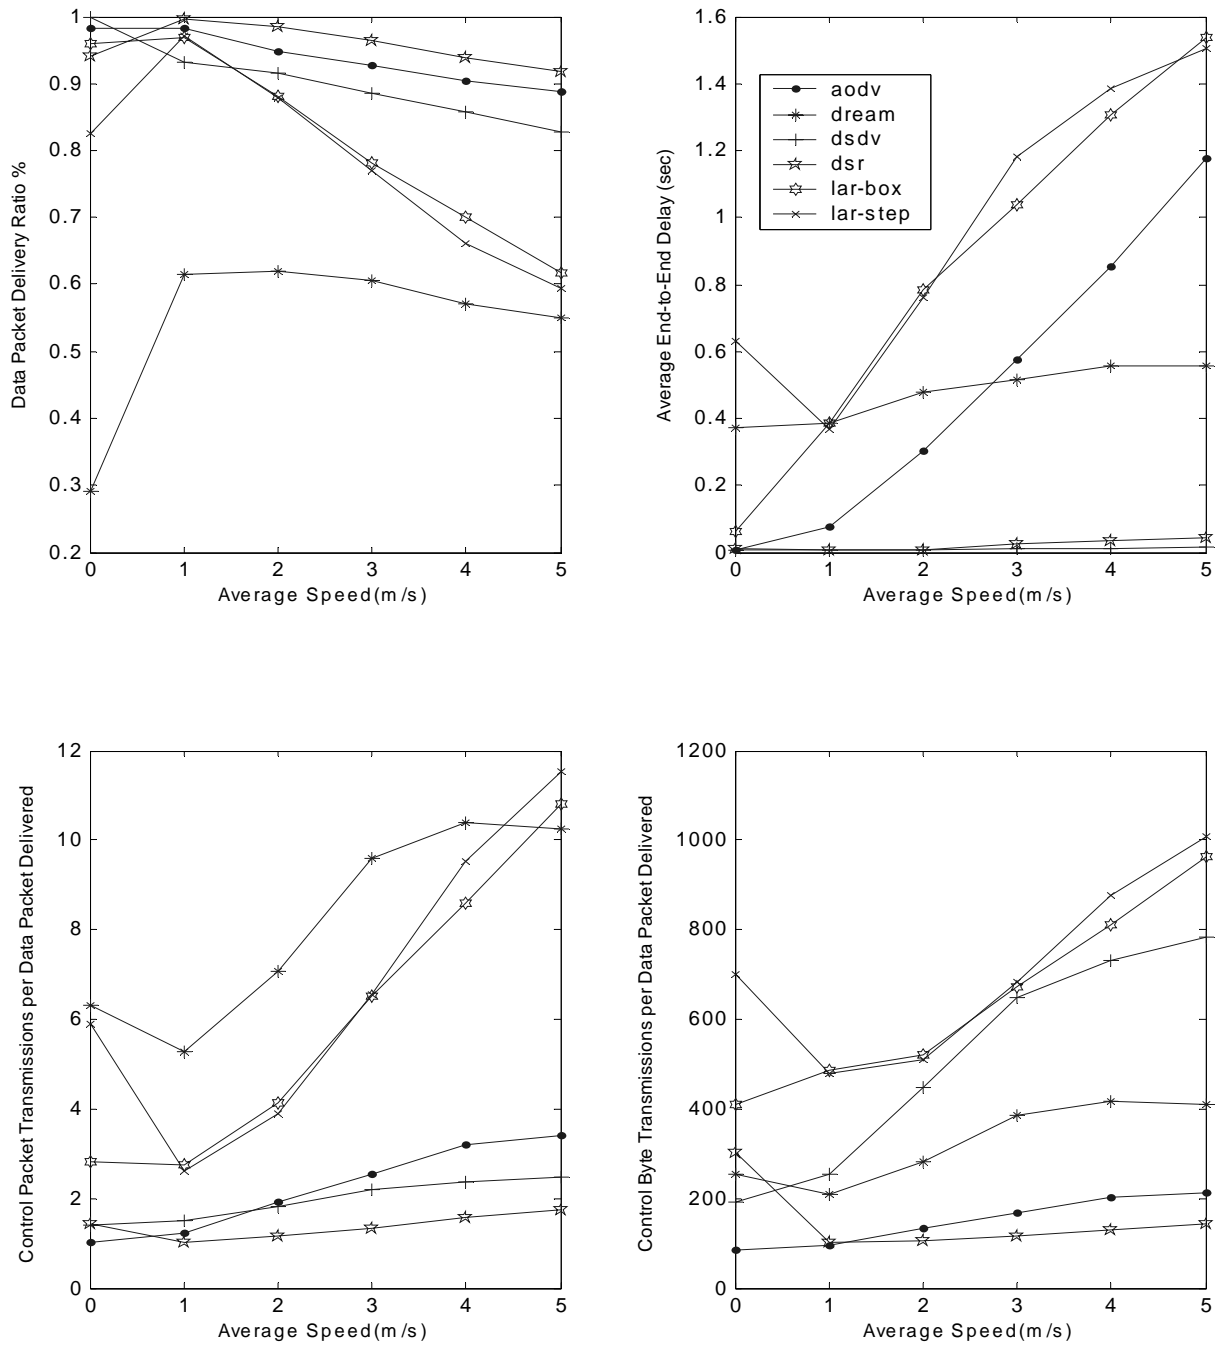 1
0.9
0.8
0.7
0.6
0.5
0.4
0.3
0.2
0 1 2 3 4 5
Data Packet Delivery Ratio %
Average Speed(m/s)
1.6
1.4
1.2
1
0.8
0.6
0.4
0.2
0
0 1 2 3 4 5
Average End-to-End Delay (sec)
Average Speed(m/s)
aodv
dream
dsdv
dsr
lar-box
lar-step
12
10
8
6
4
2
0
0 1 2 3 4 5
Control Packet Transmissions per Data Packet Delivered
Average Speed(m/s)
1200
1000
800
600
400
200
0
0 1 2 3 4 5
Control Byte Transmissions per Data Packet Delivered
Average Speed(m/s)